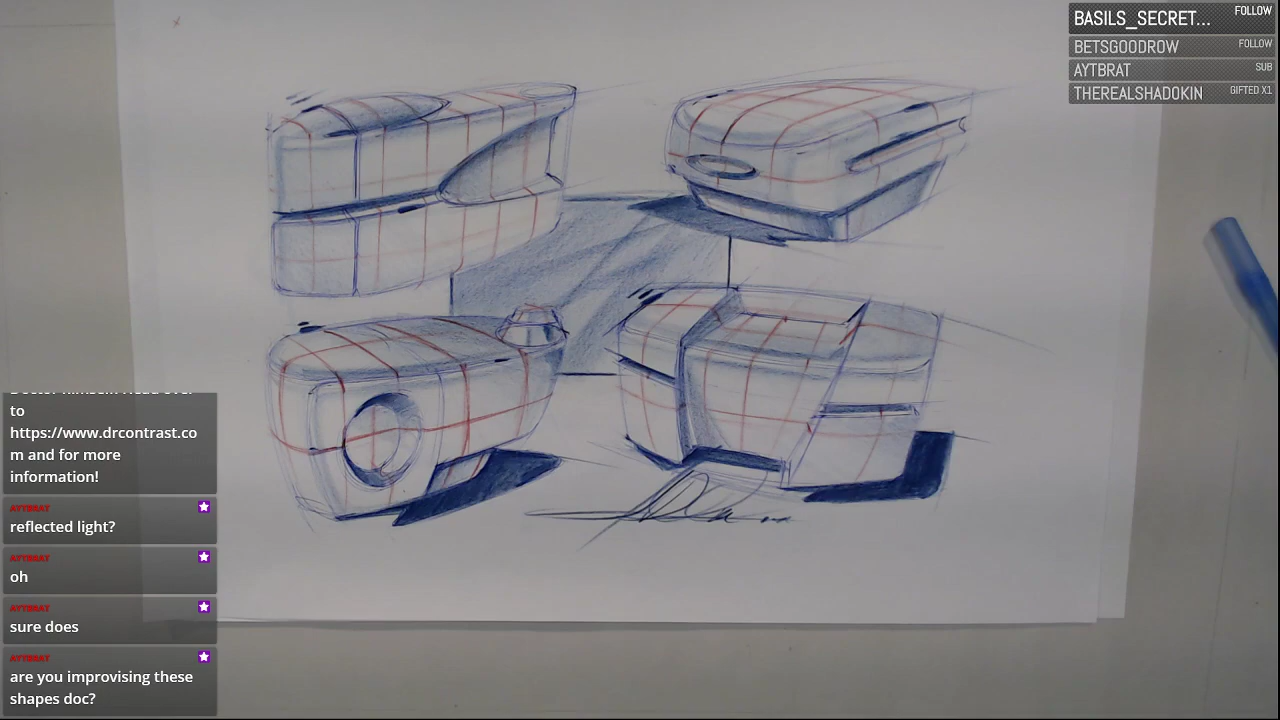 BASILS_SECRET... FOLLOW
BETSGOODROW FOLLOW
AYTBRAT SUB
THEREALSHADOKIN GIFTED X1
to
https://www.drcontrast.co
m and for more
information!
AYTBRAT
reflected light?
AYTBRAT
oh
AYTBRAT
sure does
AYTBRAT
are you improvising these
shapes doc?